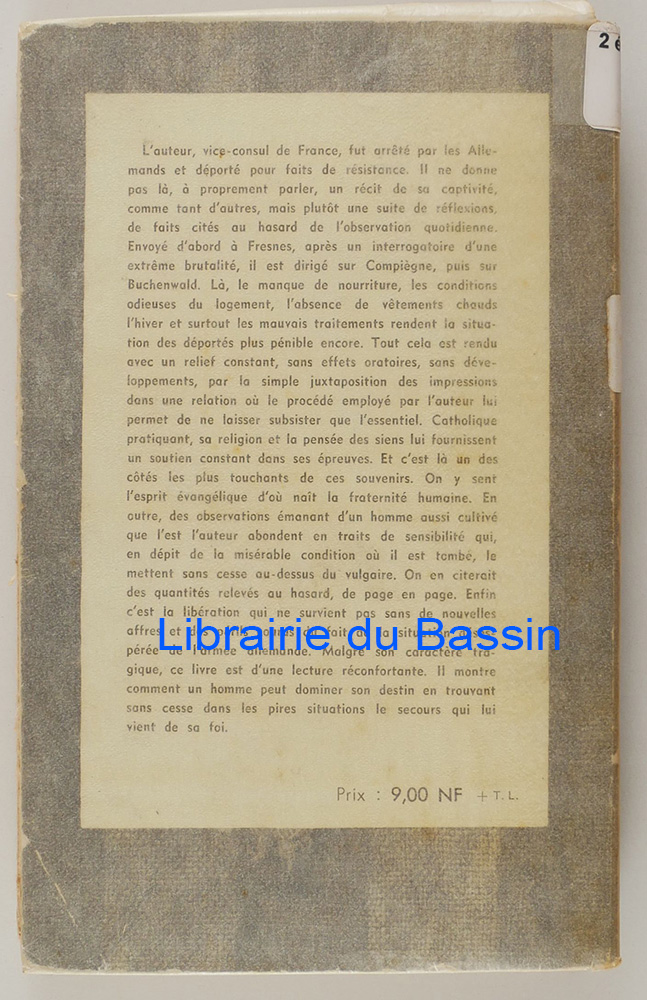 2 é
L'auteur, vice-consul de France, fut arrêté par les Alle-
mands et déporté pour faits de résistance. Il ne donne
pas là, à proprement parler, un récit de sa captivité,
comme tant d'autres, mais plutôt une suite de réflexions,
de faits cités au hasard de l'observation quotidienne.
Envoyé d'abord à Fresnes, après un interrogatoire d'une
extrême brutalité, il est dirigé sur Compiègne, puis sur
Buchenwald. Là, le manque de nourriture, les conditions
odieuses du logement, l'absence de vêtements chauds
l'hiver et surtout les mauvais traitements rendent la situa-
tion des déportés plus pénible encore. Tout cela est rendu
avec un relief constant, sans effets oratoires, sans déve-
loppements, par la simple juxtaposition des impressions
dans une relation où le procédé employé par l'auteur lui
permet de ne laisser subsister que l'essentiel. Catholique
pratiquant, sa religion et la pensée des siens lui fournissent
un soutien constant dans ses épreuves. Et c'est là un des
côtés les plus touchants de ces souvenirs. On y sent
l'esprit évangélique d'où naît la fraternité humaine. En
outre, des observations émanant d'un homme aussi cultivé
que l'est l'auteur abondent en traits de sensibilité qui,
en dépit de la misérable condition où il est tombé, le
mettent sans cesse au-dessus du vulgaire. On en citerait
des quantités relevés au hasard, de page en page. Enfin
c'est la libération qui ne survient pas sans de nouvelles
affres et des périls du fait de la situation
Librairie du Bassin
pérée de l'armée allemande. Malgré son caractère tra-
gique, ce livre est d'une lecture réconfortante. Il montre
comment un homme peut dominer son destin en trouvant
sans cesse dans les pires situations le secours qui lui
vient de sa foi.
Prix : 9,00 NF + T. L.